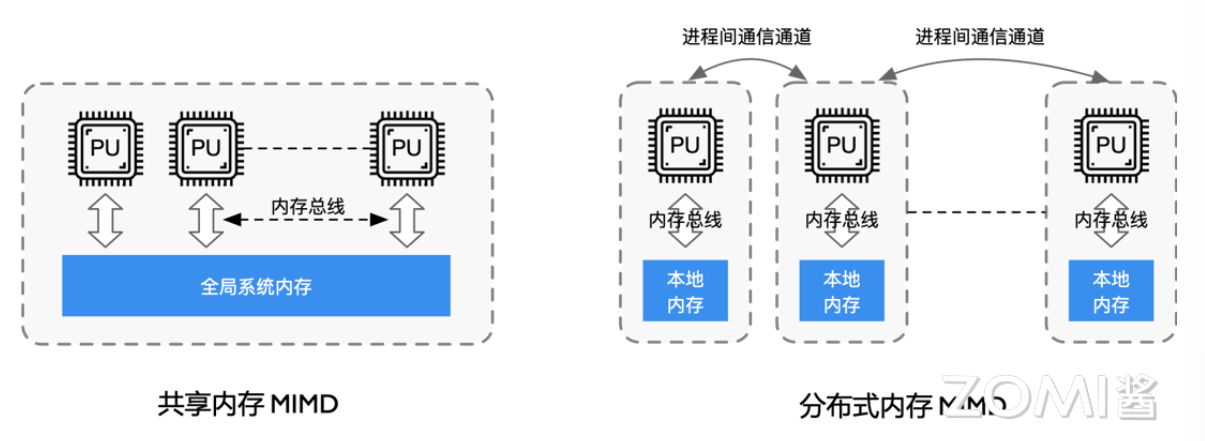 进程间通信通道
进程间通信通道
PU
PU
PU
PU
PU
PU
内存总线
内存总线
内存总线
内存总线
全局系统内存
本地
内存
本地
内存
本地
内存
共享内存 MIMD
分布式内存 MIMD
ZOMI酱